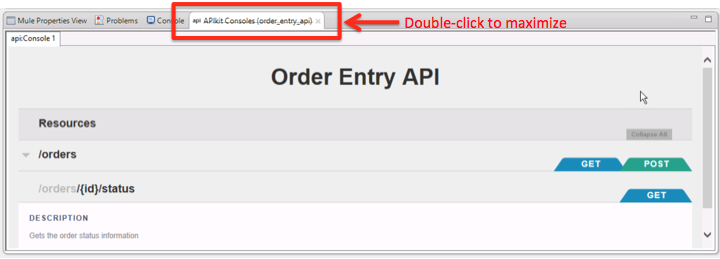 Mule Properties View Problems Console api APIkit Consoles (order_entry_api) Double-click to maximize
api:Console 1
Order Entry API
Resources
Collapse All
/orders GET POST
/orders/{id}/status GET
DESCRIPTION
Gets the order status information